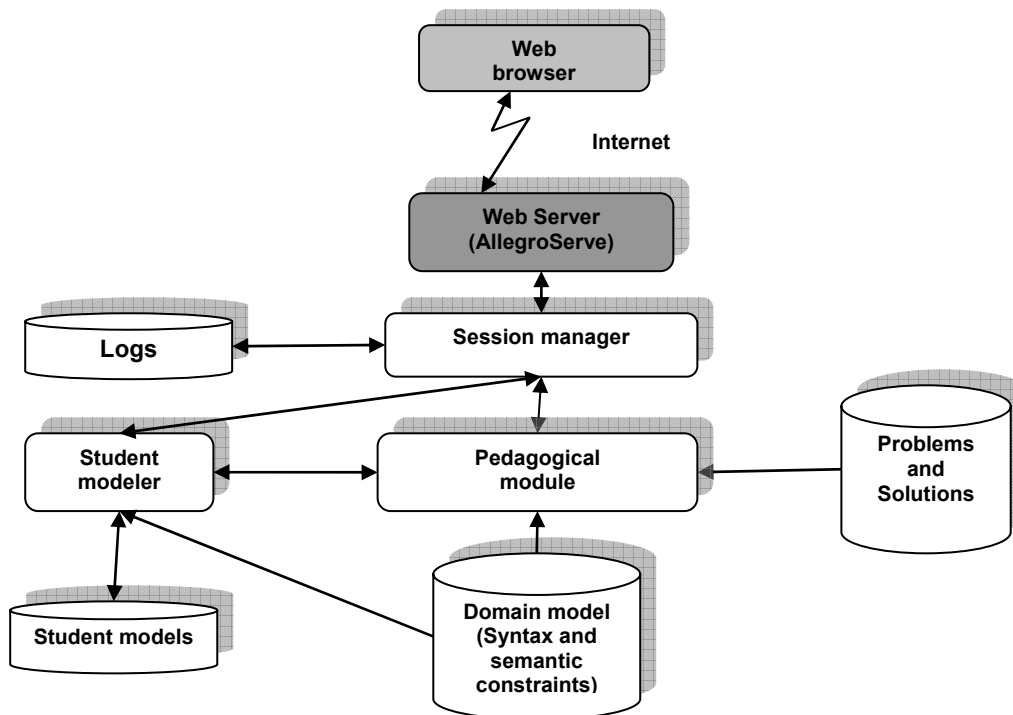 Web
browser
Internet
Web Server
(AllegroServe)
Session manager
Logs
Student
modeler
Pedagogical
module
Problems
and
Solutions
Student models
Domain model
(Syntax and
semantic
constraints)